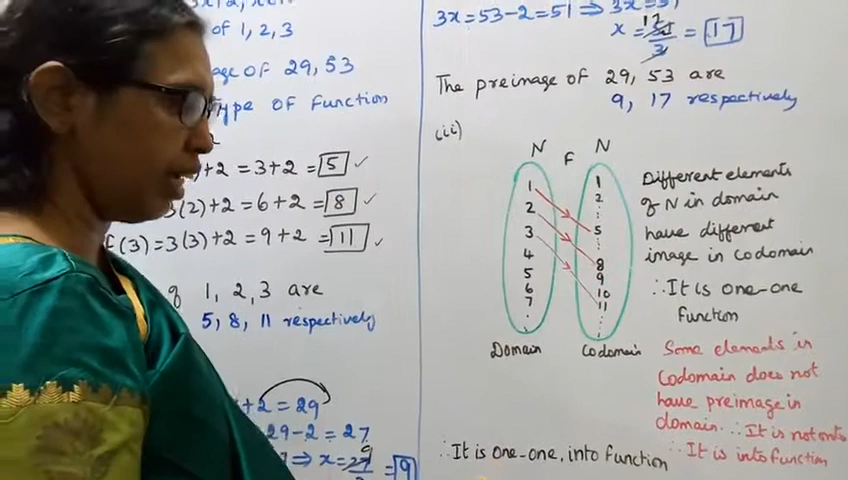 of 1, 2, 3
age of 29, 53
Type of Function
)+2 = 3+2 = 5 ✓
3(2)+2 = 6+2 = 8 ✓
f(3)=3(3)+2 = 9+2 = 11 ✓
of 1, 2, 3 are
5, 8, 11 respectively
+2 = 29
29-2 = 27
⇒ x = 27 9 = 9
3x = 53-2 = 51 ⇒ 3x = 51
x = 51 17 / 3 = 17
The preimage of 29, 53 are
9, 17 respectively
(iii)
N F N
1 1
2 2
3 5
4 8
5 9
6 10
7 11
Domain Codomain
Different elements
of N in domain
have different
image in codomain
∴ It is one-one
function
Some elements in
Codomain does not
have preimage in
domain. ∴ It is not onto
∴ It is into function
∴ It is one-one, into function